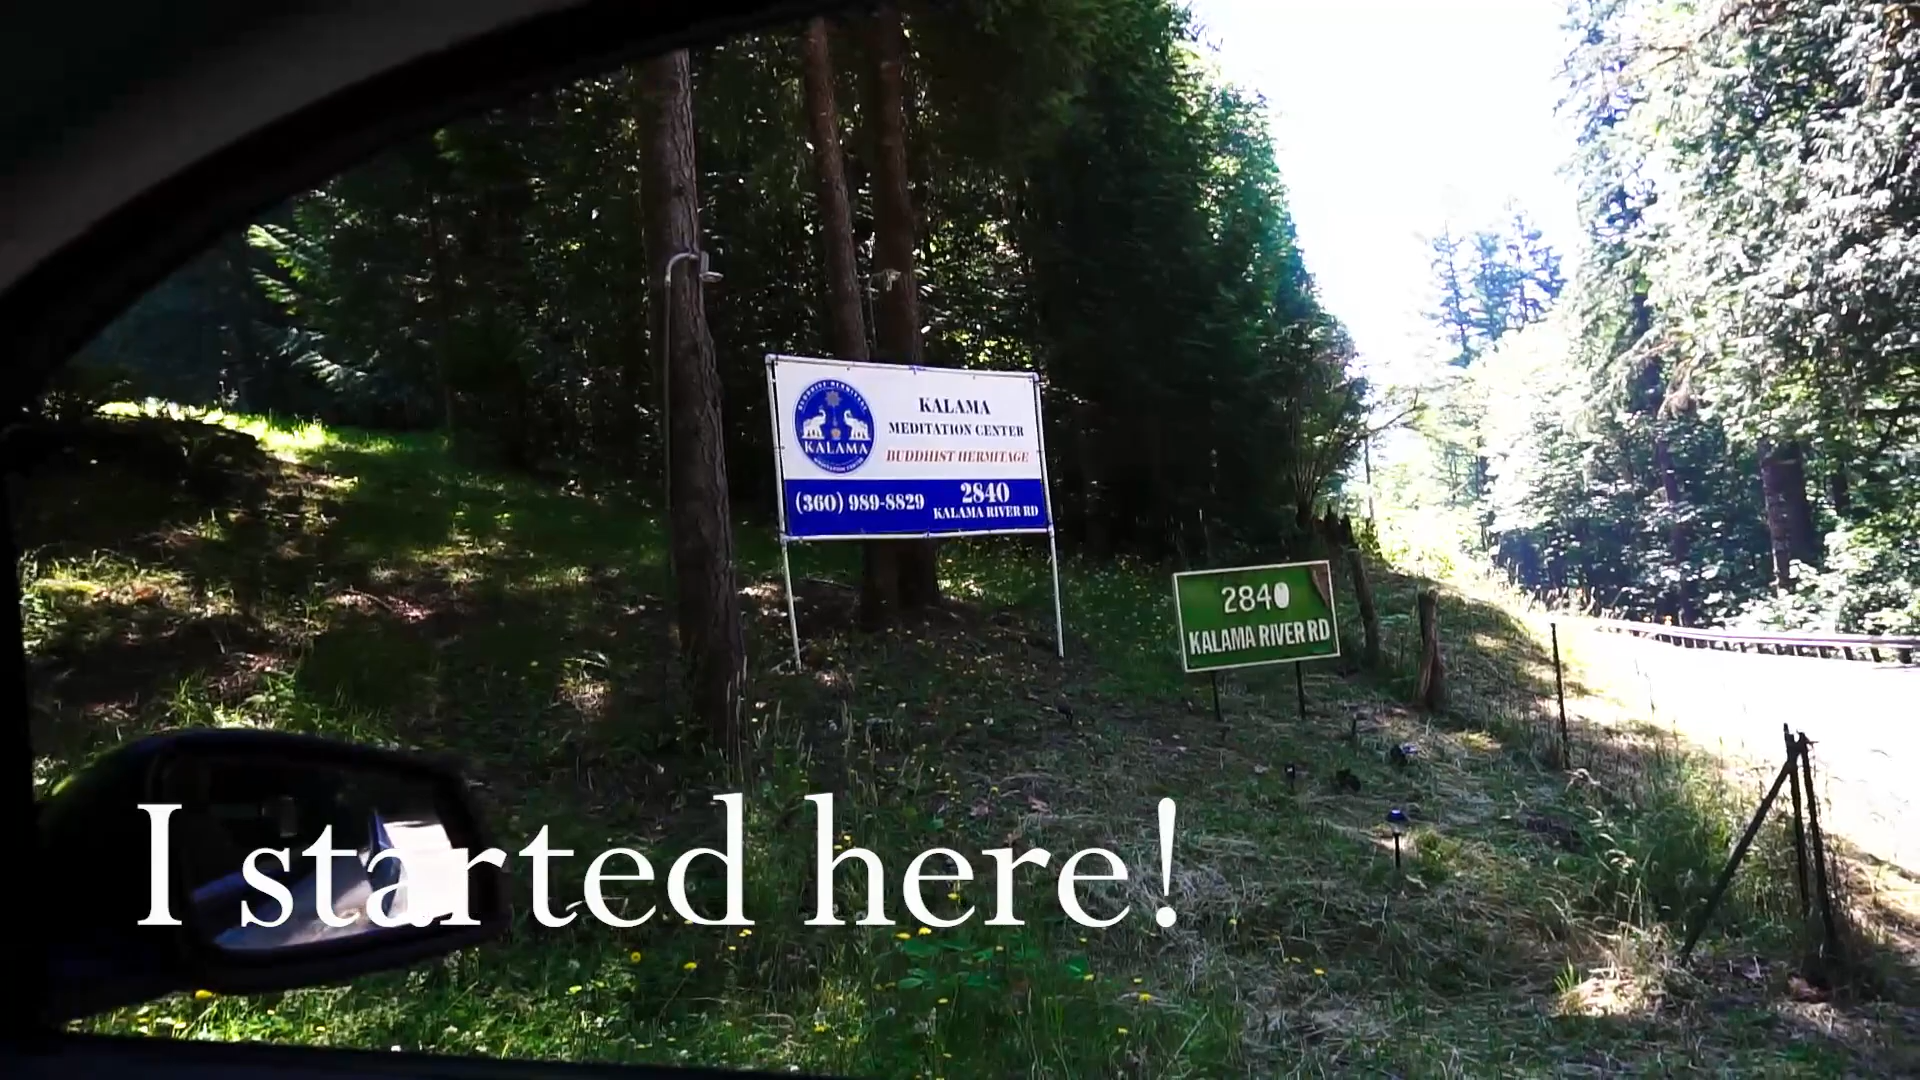 KALAMA
MEDITATION CENTER
BUDDHIST HERMITAGE
KALAMA
(360) 989-8829
2840
KALAMA RIVER RD
2840
KALAMA RIVER RD
I started here!